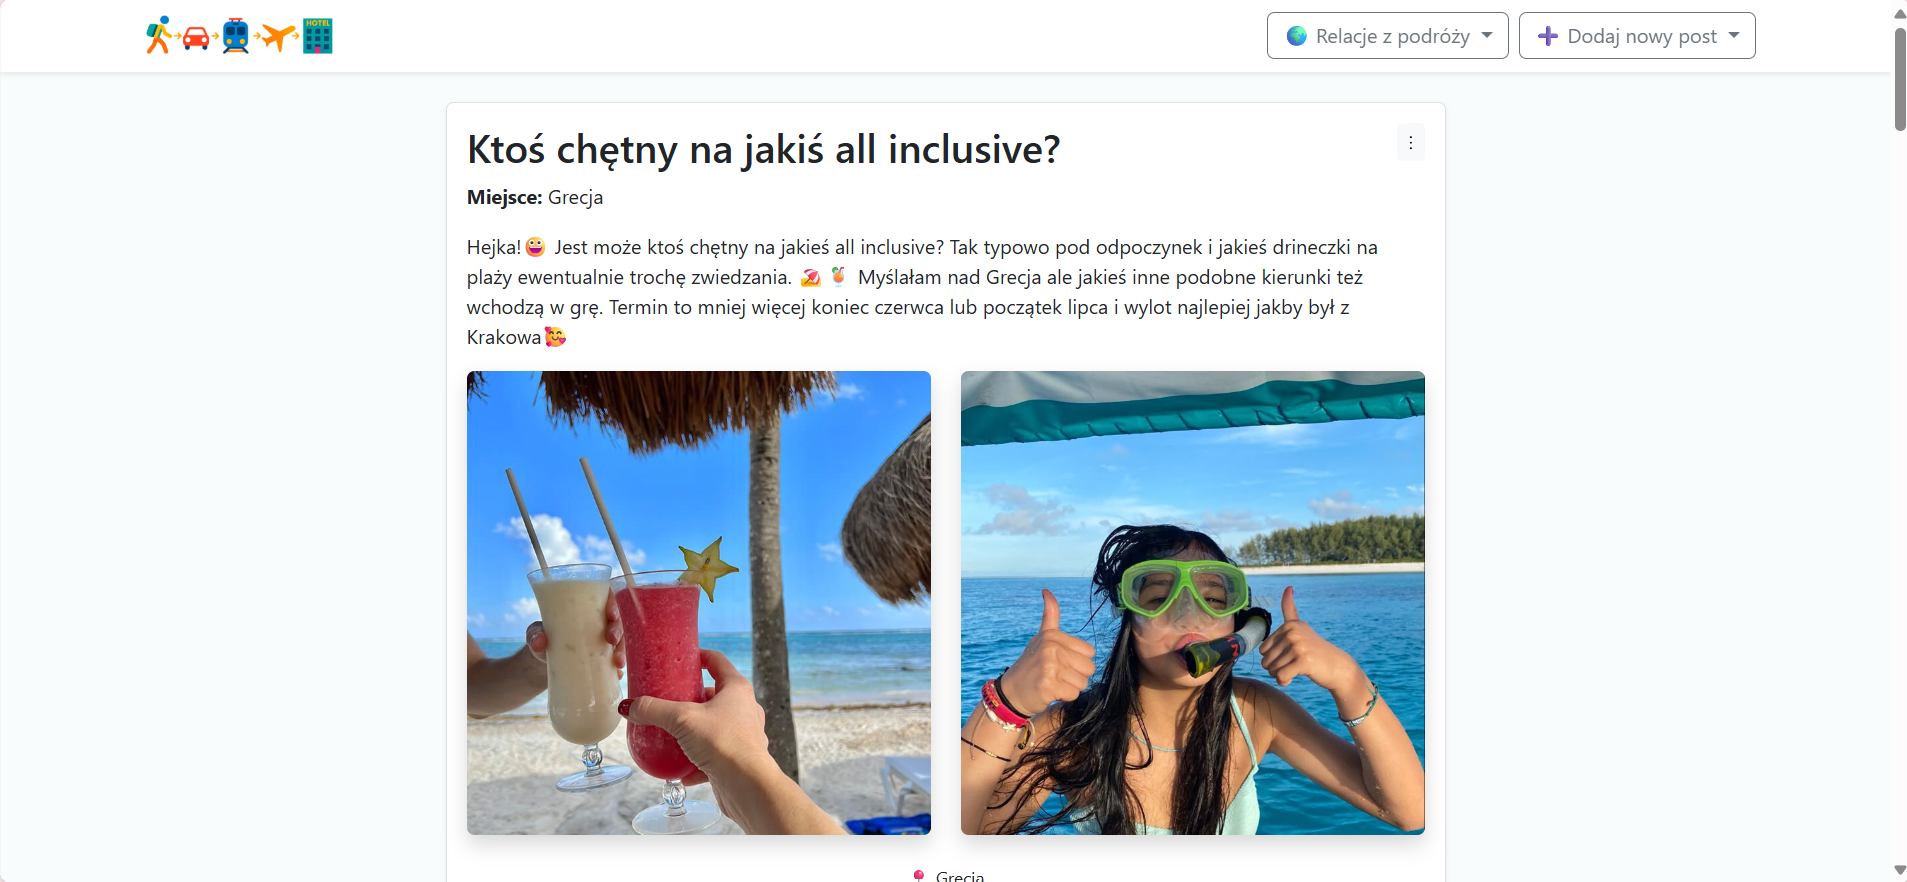 HOTEL
Relacje z podróży
Dodaj nowy post
Ktoś chętny na jakiś all inclusive?
Miejsce: Grecja
Hejka!😀 Jest może ktoś chętny na jakieś all inclusive? Tak typowo pod odpoczynek i jakieś drineczki na
plaży ewentualnie trochę zwiedzania. 🏖️🍹 Myślałam nad Grecja ale jakieś inne podobne kierunki też
wchodzą w grę. Termin to mniej więcej koniec czerwca lub początek lipca i wylot najlepiej jakby był z
Krakowa🥰
Grecja